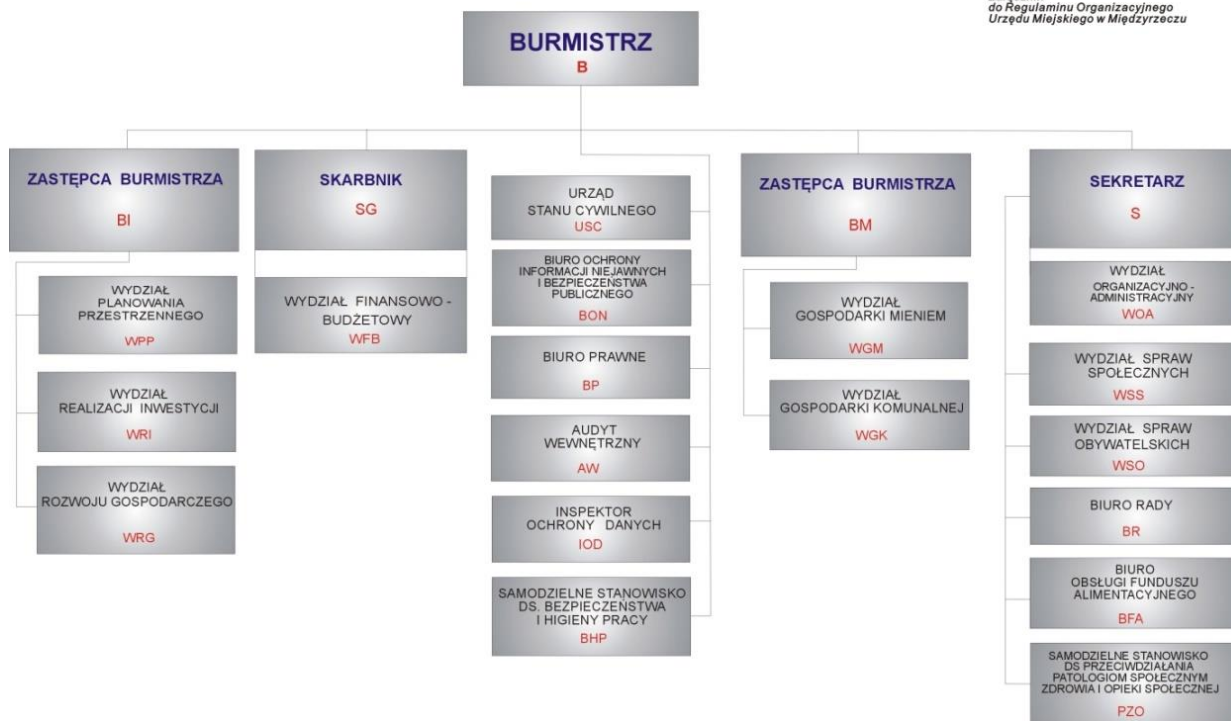 do Regulaminu Organizacyjnego
Urzędu Miejskiego w Międzyrzeczu
BURMISTRZ
B
ZASTĘPCA BURMISTRZA
BI
WYDZIAŁ
PLANOWANIA
PRZESTRZENNEGO
WPP
WYDZIAŁ
REALIZACJI INWESTYCJI
WRI
WYDZIAŁ
ROZWOJU GOSPODARCZEGO
WRG
SKARBNIK
SG
WYDZIAŁ FINANSOWO -
BUDŻETOWY
WFB
URZĄD
STANU CYWILNEGO
USC
BIURO OCHRONY
INFORMACJI NIEJAWNYCH
I BEZPIECZEŃSTWA
PUBLICZNEGO
BON
BIURO PRAWNE
BP
AUDYT
WEWNĘTRZNY
AW
INSPEKTOR
OCHRONY DANYCH
IOD
SAMODZIELNE STANOWISKO
DS. BEZPIECZEŃSTWA
I HIGIENY PRACY
BHP
ZASTĘPCA BURMISTRZA
BM
WYDZIAŁ
GOSPODARKI MIENIEM
WGM
WYDZIAŁ
GOSPODARKI KOMUNALNEJ
WGK
SEKRETARZ
S
WYDZIAŁ
ORGANIZACYJNO -
ADMINISTRACYJNY
WOA
WYDZIAŁ SPRAW
SPOŁECZNYCH
WSS
WYDZIAŁ SPRAW
OBYWATELSKICH
WSO
BIURO RADY
BR
BIURO
OBSŁUGI FUNDUSZU
ALIMENTACYJNEGO
BFA
SAMODZIELNE STANOWISKO
DS PRZECIWDZIAŁANIA
PATOLOGIOM SPOŁECZNYM
ZDROWIA I OPIEKI SPOŁECZNEJ
PZO